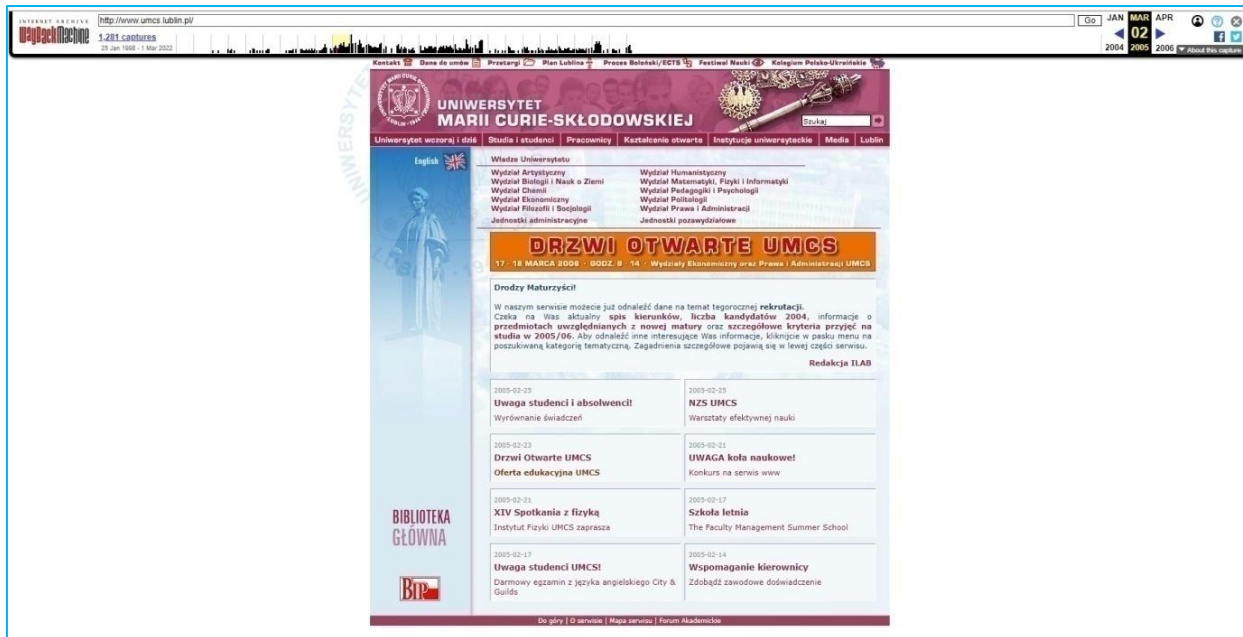 INTERNET ARCHIVE
WayBackMachine
http://www.umcs.lublin.pl/
Go
JAN MAR APR
02
2004 2005 2006
1,281 captures
25 Jan 1998 - 1 Mar 2022
About this capture
Kontakt Dane do umów Przetargi Plan Lublina Proces Boloński/ECTS Festiwal Nauki Kolegium Polsko-Ukraińskie
UNIWERSYTET
MARII CURIE-SKŁODOWSKIEJ
Szukaj
Uniwersytet wczoraj i dziś Studia i studenci Pracownicy Kształcenie otwarte Instytucje uniwersyteckie Media Lublin
English
Władze Uniwersytetu
Wydział Artystyczny Wydział Humanistyczny
Wydział Biologii i Nauk o Ziemi Wydział Matematyki, Fizyki i Informatyki
Wydział Chemii Wydział Pedagogiki i Psychologii
Wydział Ekonomiczny Wydział Politologii
Wydział Filozofii i Socjologii Wydział Prawa i Administracji
Jednostki administracyjne Jednostki pozawydziałowe
DRZWI OTWARTE UMCS
17 - 18 MARCA GODZ. 9 - 14 - Wydziały Ekonomiczny oraz Prawa i Administracji UMCS
Drodzy Maturzyści!
W naszym serwisie możecie już odnaleźć dane na temat tegorocznej rekrutacji.
Czeka na Was aktualny spis kierunków, liczba kandydatów 2004, informacje o
przedmiotach uwzględnianych z nowej matury oraz szczegółowe kryteria przyjęć na
studia w 2005/06. Aby odnaleźć inne interesujące Was informacje, kliknijcie w pasku menu na
poszukiwaną kategorię tematyczną. Zagadnienia szczegółowe pojawią się w lewej części serwisu.
Redakcja ILAB
2005-02-25
Uwaga studenci i absolwenci!
Wyrównanie świadczeń
2005-02-25
NZS UMCS
Warsztaty efektywnej nauki
2005-02-23
Drzwi Otwarte UMCS
Oferta edukacyjna UMCS
2005-02-21
UWAGA koła naukowe!
Konkurs na serwis www
2005-02-21
XIV Spotkania z fizyką
Instytut Fizyki UMCS zaprasza
2005-02-17
Szkoła letnia
The Faculty Management Summer School
2005-02-17
Uwaga studenci UMCS!
Darmowy egzamin z języka angielskiego City &
Guilds
2005-02-14
Wspomaganie kierownicy
Zdobądź zawodowe doświadczenie
BIBLIOTEKA
GŁÓWNA
BIP
Do góry | O serwisie | Mapa serwisu | Forum Akademickie